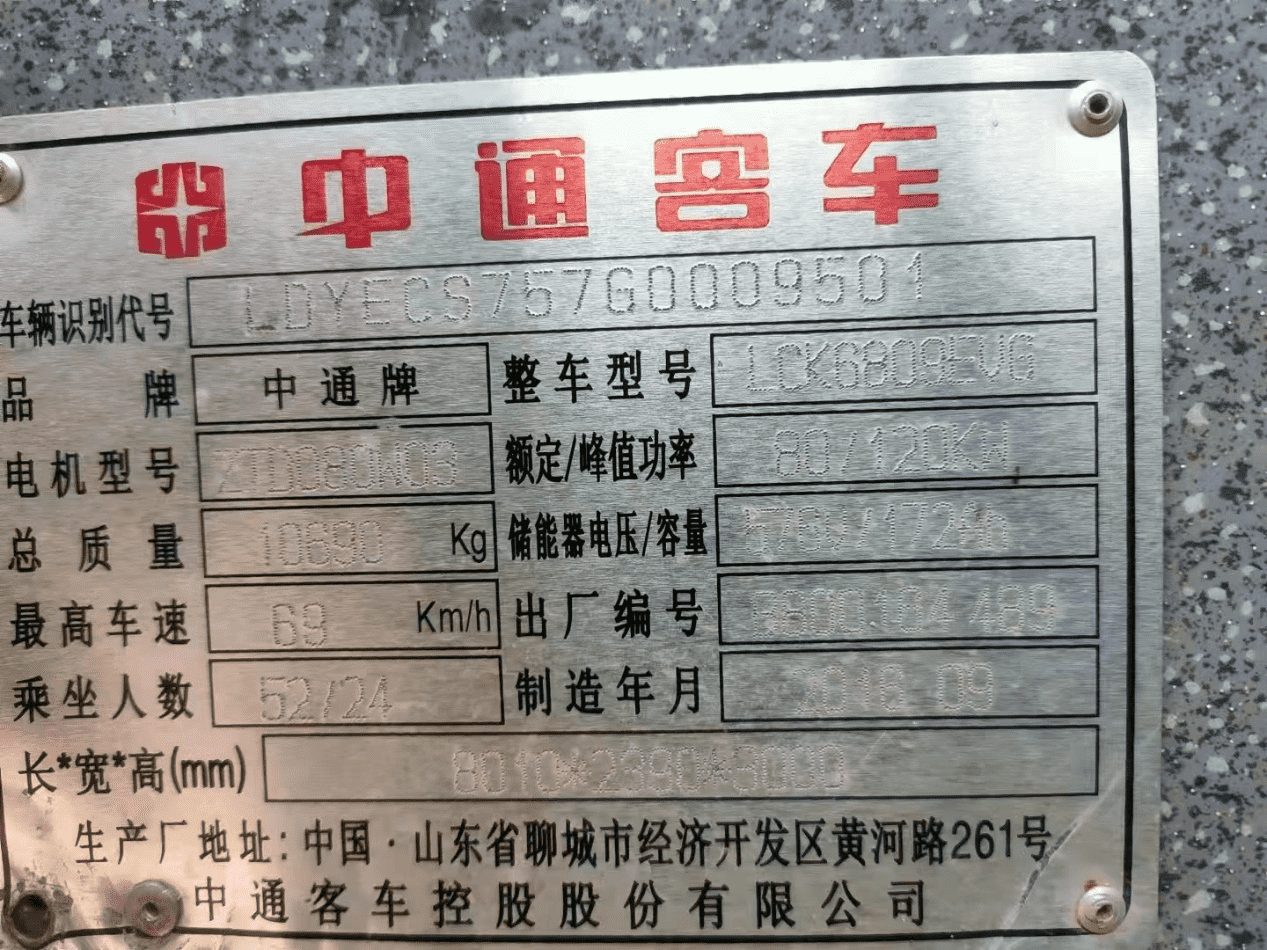 中通客车
车辆识别代号 LDYECS757G0009501
品牌 中通牌 整车型号 LCK6809EVG
电机型号 ZTD080W03 额定/峰值功率 80/120KW
总质量 10690 Kg 储能器电压/容量 576V/172Ah
最高车速 69 Km/h 出厂编号
乘坐人数 52/24 制造年月 2016 09
长*宽*高(mm) 8010*2390*3000
生产厂地址:中国·山东省聊城市经济开发区黄河路261号
中通客车控股股份有限公司